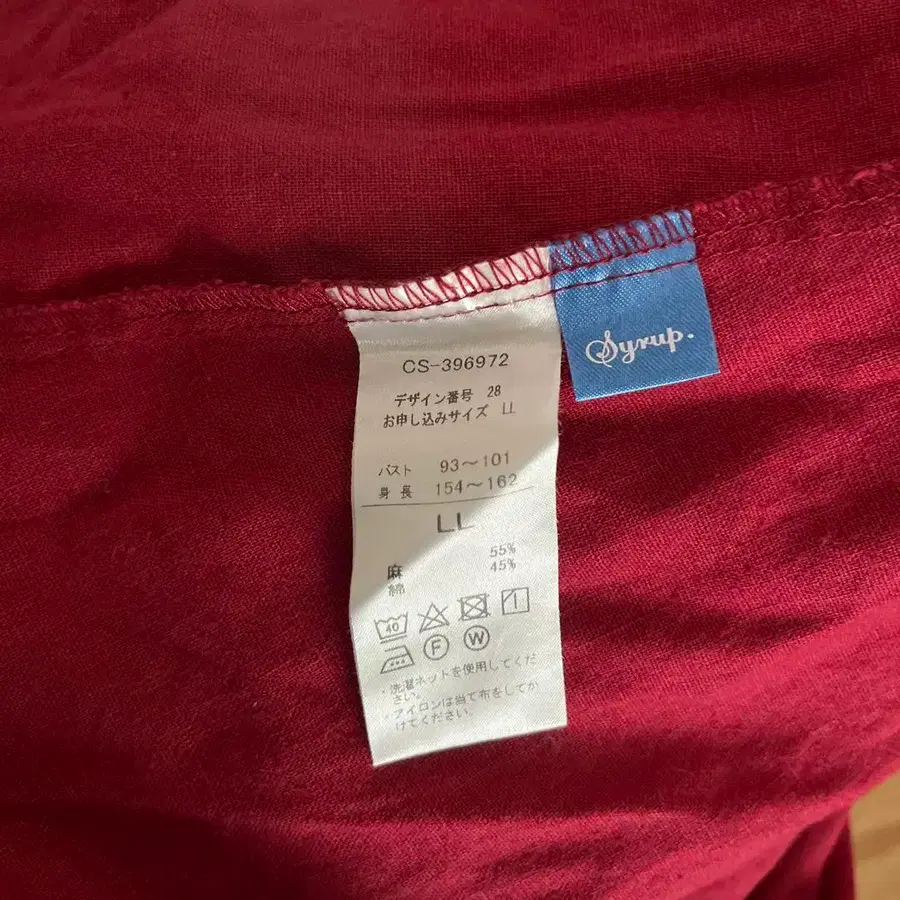 CS-396972
デザイン番号 28
お申し込みサイズ LL
バスト 93～101
身長 154～162
LL
麻 55%
綿 45%
40
F W
・洗濯ネットを使用してくだ
さい。
・アイロンは当て布をしてか
けてください。
Syrup.